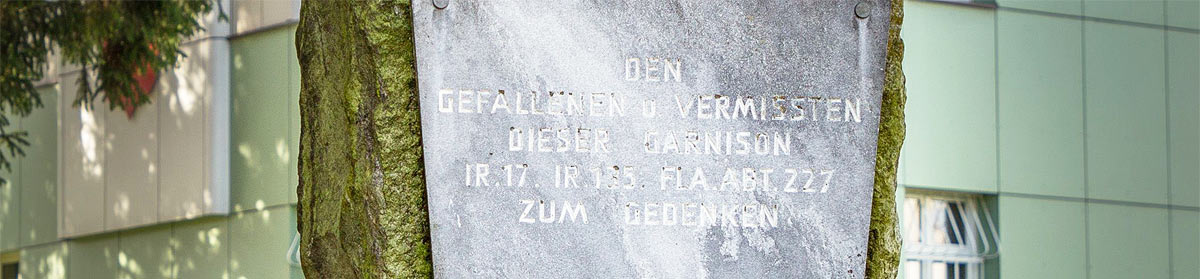 DEN
GEFALLENEN U. VERMISSTEN
DIESER GARNISON
IR.17. IR.135. FLA.ABT.227
ZUM GEDENKEN